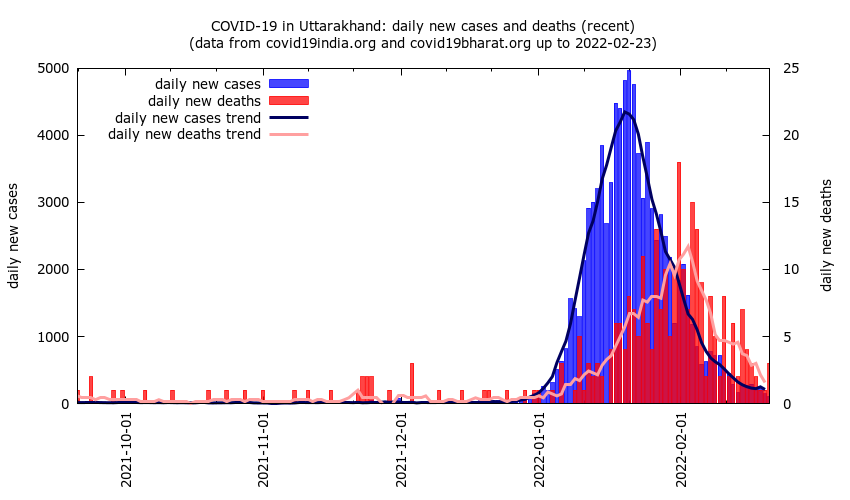 COVID-19 in Uttarakhand: daily new cases and deaths (recent)
(data from covid19india.org and covid19bharat.org up to 2022-02-23)
daily new cases
daily new deaths
daily new cases trend
daily new deaths trend
5000
4000
3000
2000
1000
0
25
20
15
10
5
0
daily new cases
daily new deaths
2021-10-01
2021-11-01
2021-12-01
2022-01-01
2022-02-01